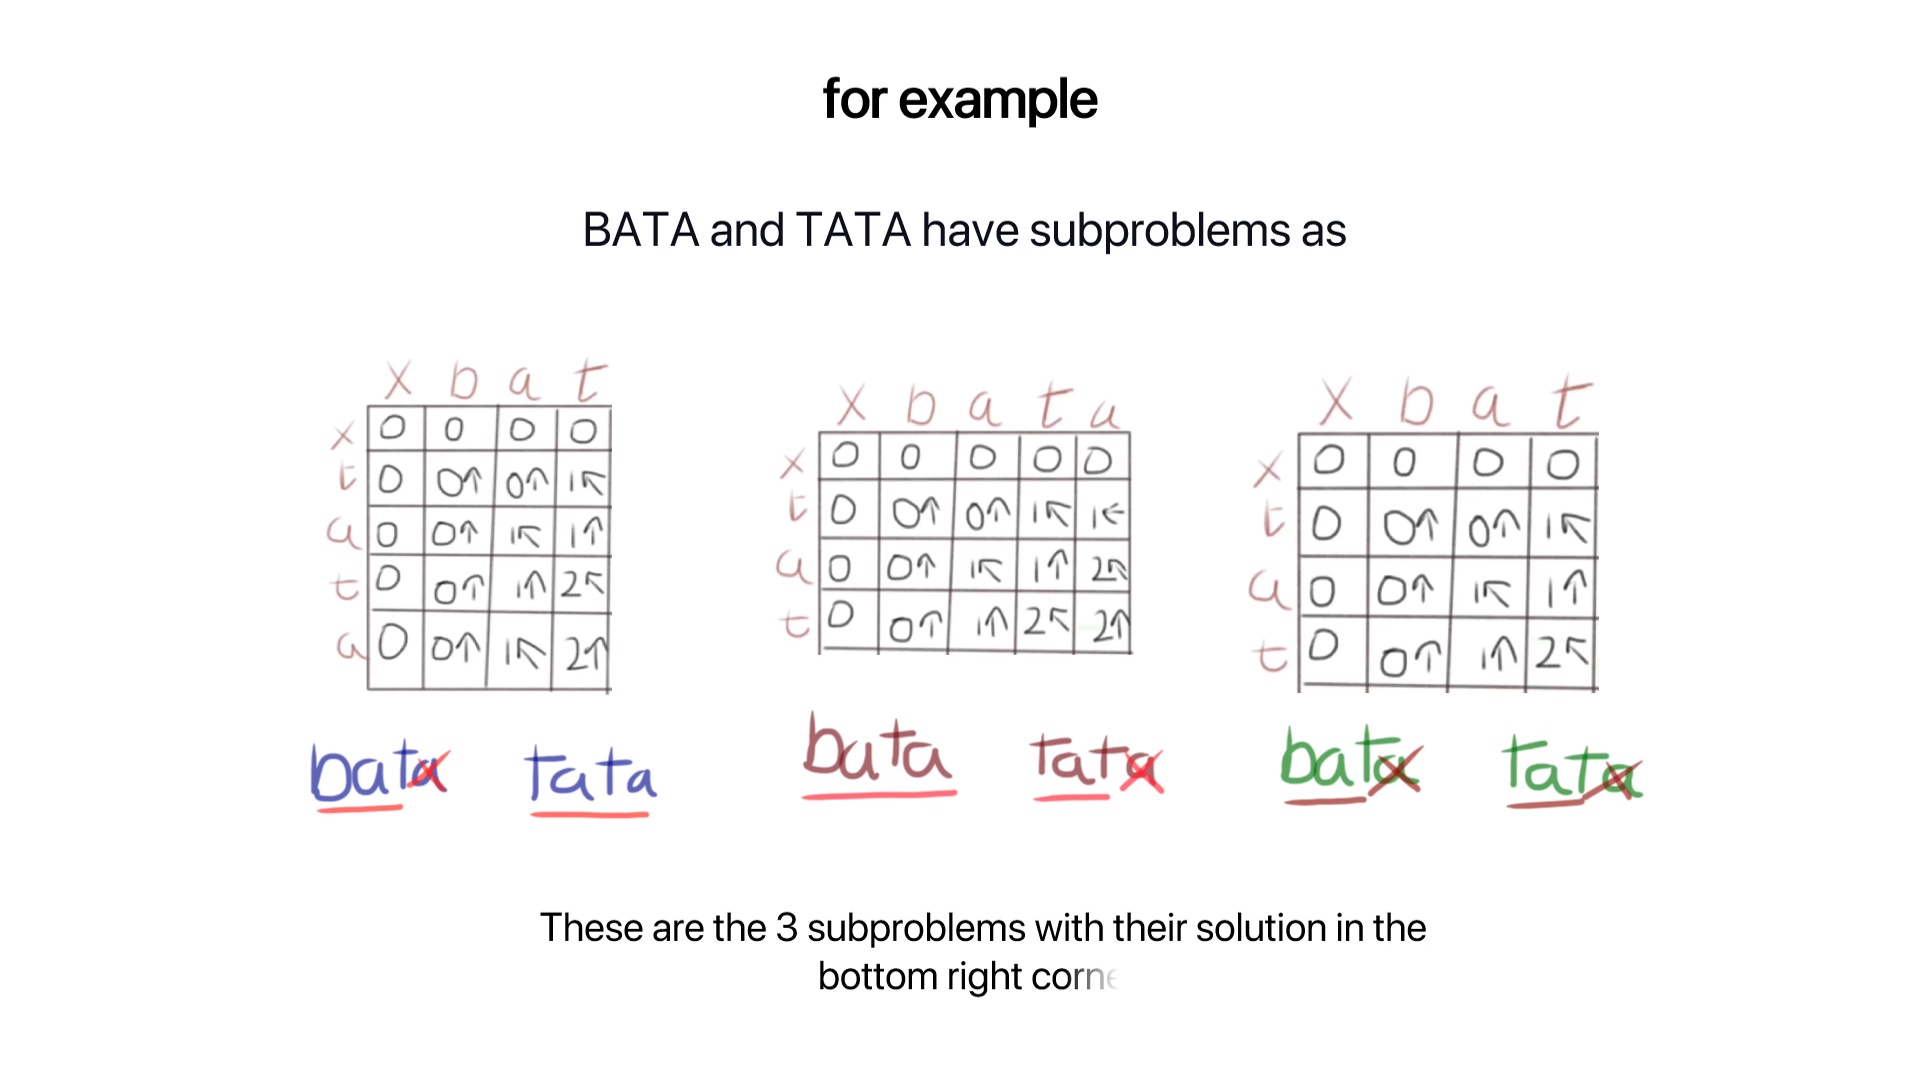 for example
BATA and TATA have subproblems as
x b a t
x 0 0 0 0
t 0 0↑ 0↑ 1↖
a 0 0↑ 1↖ 1↑
t 0 0↑ 1↑ 2↖
a 0 0↑ 1↖ 2↑
bata tata
x b a t a
x 0 0 0 0 0
t 0 0↑ 0↑ 1↖ 1←
a 0 0↑ 1↖ 1↑ 2↖
t 0 0↑ 1↑ 2↖ 2↑
bata tata
x b a t
x 0 0 0 0
t 0 0↑ 0↑ 1↖
a 0 0↑ 1↖ 1↑
t 0 0↑ 1↑ 2↖
bata tata
These are the 3 subproblems with their solution in the
bottom right corne